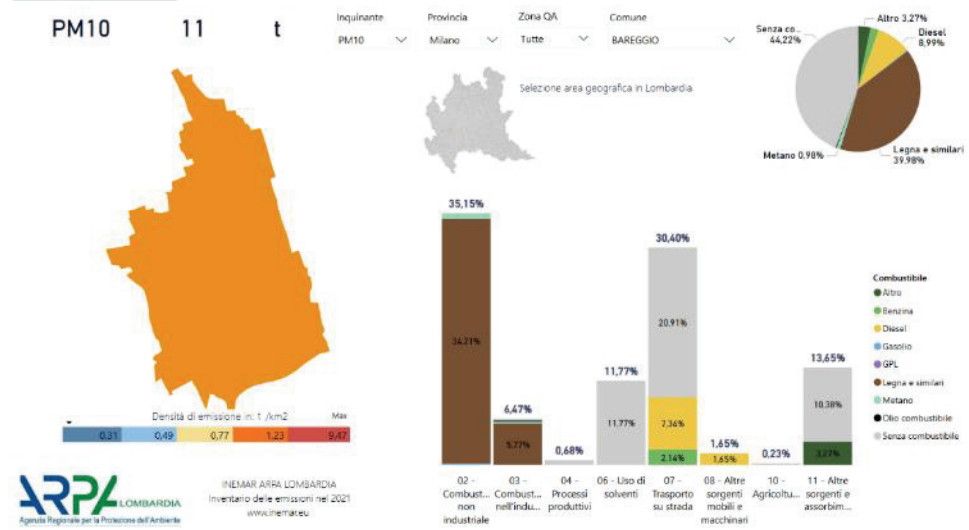 PM10 11 t
Inquinante
PM10
Provincia
Milano
Zona QA
Tutte
Comune
BAREGGIO
Selezione area geografica in Lombardia
Altro 3,27%
Diesel
8,99%
Senza co...
44,22%
Metano 0,98%
Legna e similari
39,98%
35,15%
34,21%
6,47%
5,77%
0,68%
11,77%
11,77%
30,40%
20,91%
7,36%
2,14%
1,65%
1,65%
0,23%
13,65%
10,38%
3,27%
02 -
Combust...
non
industriale
03 -
Combust...
nell'indu...
04 -
Processi
produttivi
06 - Uso di
solventi
07 -
Trasporto
su strada
08 - Altre
sorgenti
mobili e
macchinari
10 -
Agricoltu...
11 - Altre
sorgenti e
assorbim...
Combustibile
Altro
Benzina
Diesel
Gasolio
GPL
Legna e similari
Metano
Olio combustibile
Senza combustibile
Densità di emissione in: t /km2 Max
0,31 0,49 0,77 1,23 9,47
ARPA LOMBARDIA
Agenzia Regionale per la Protezione dell'Ambiente
INEMAR ARPA LOMBARDIA
Inventario delle emissioni nel 2021
www.inemar.eu